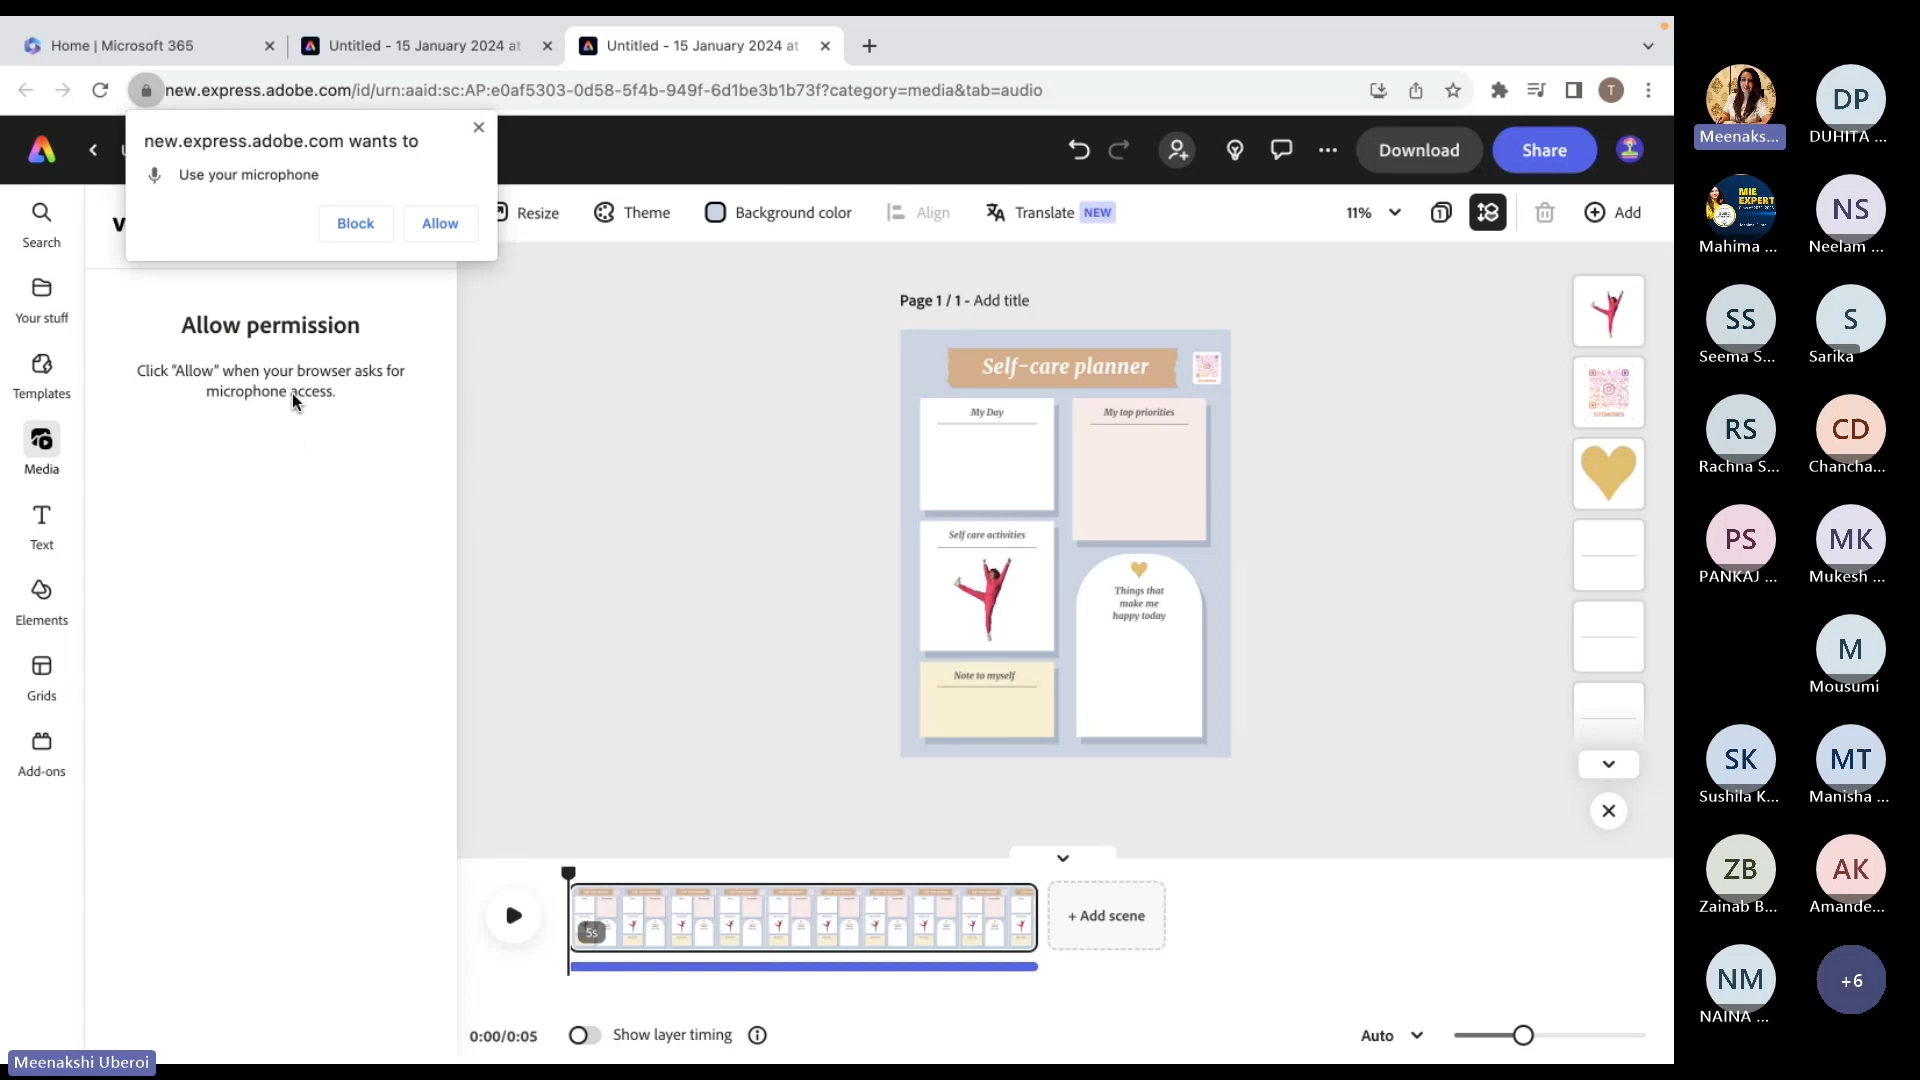 Home | Microsoft 365
Untitled - 15 January 2024 at
Untitled - 15 January 2024 at
new.express.adobe.com/id/urn:aaid:sc:AP:e0af5303-0d58-5f4b-949f-6d1be3b1b73f?category=media&tab=audio
T
new.express.adobe.com wants to
Use your microphone
Block
Allow
Download
Share
Resize
Theme
Background color
Align
Translate NEW
11%
1
Add
Search
Your stuff
Templates
Media
Text
Elements
Grids
Add-ons
Allow permission
Click "Allow" when your browser asks for
microphone access.
Page 1 / 1 - Add title
Self-care planner
My Day
My top priorities
Self care activities
Things that
make me
happy today
Note to myself
5s
+ Add scene
0:00/0:05
Show layer timing
Auto
Meenakshi Uberoi
Meenaks...
DP
DUHITA ...
MIE
EXPERT
Mahima ...
NS
Neelam ...
SS
Seema S...
S
Sarika
RS
Rachna S...
CD
Chancha...
PS
PANKAJ ...
MK
Mukesh ...
M
Mousumi
SK
Sushila K...
MT
Manisha ...
ZB
Zainab B...
AK
Amande...
NM
NAINA ...
+6